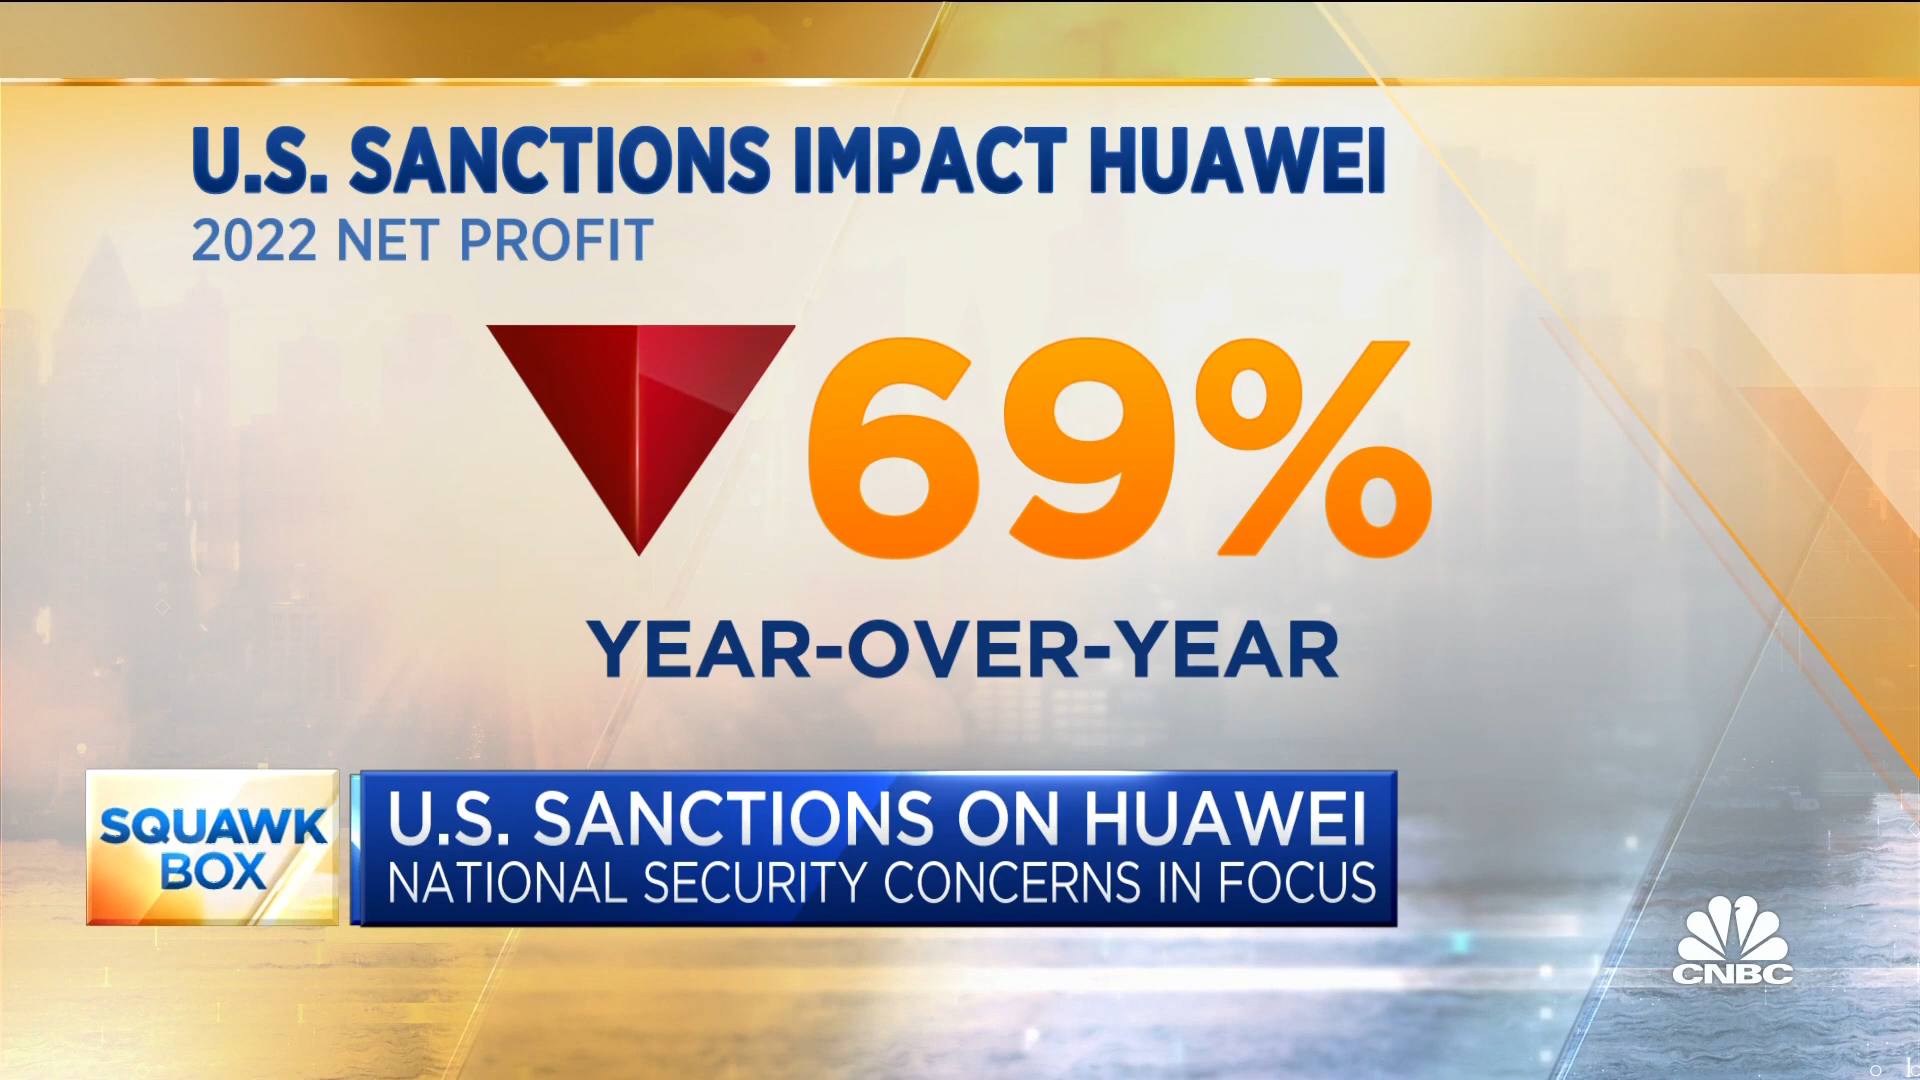 U.S. SANCTIONS IMPACT HUAWEI
2022 NET PROFIT
69%
YEAR-OVER-YEAR
SQUAWK
BOX
U.S. SANCTIONS ON HUAWEI
NATIONAL SECURITY CONCERNS IN FOCUS
CNBC